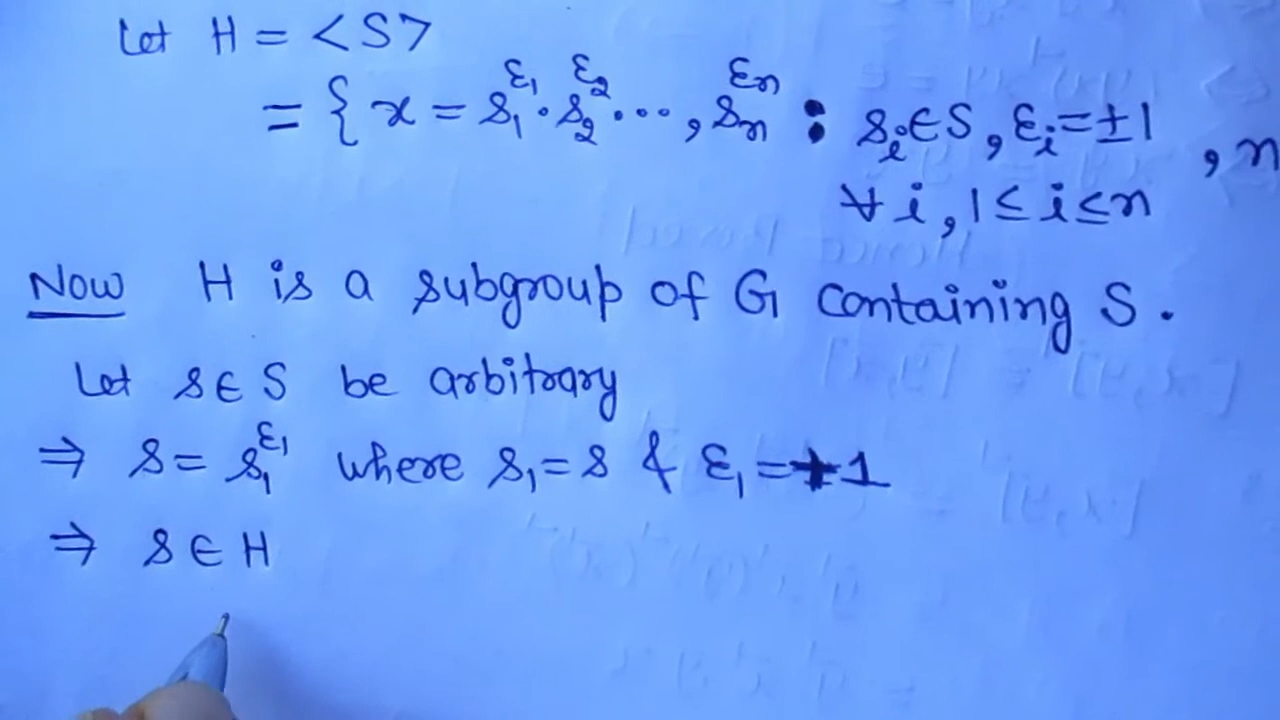 Let H = <S>
= { x = s₁^ε₁ · s₂^ε₂ · · · , sₙ^εₙ : sᵢ ∈ S, εᵢ = ±1 , n
∀ i, 1 ≤ i ≤ n
Now H is a subgroup of G containing S.
Let s ∈ S be arbitrary
⇒ s = s₁^ε₁ where s₁ = s & ε₁ = +1
⇒ s ∈ H